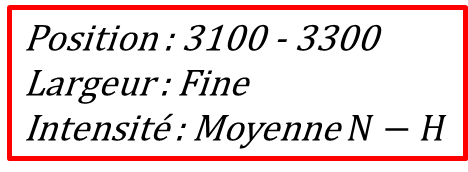 Position : 3100 - 3300
Largeur : Fine
Intensité : Moyenne N − H